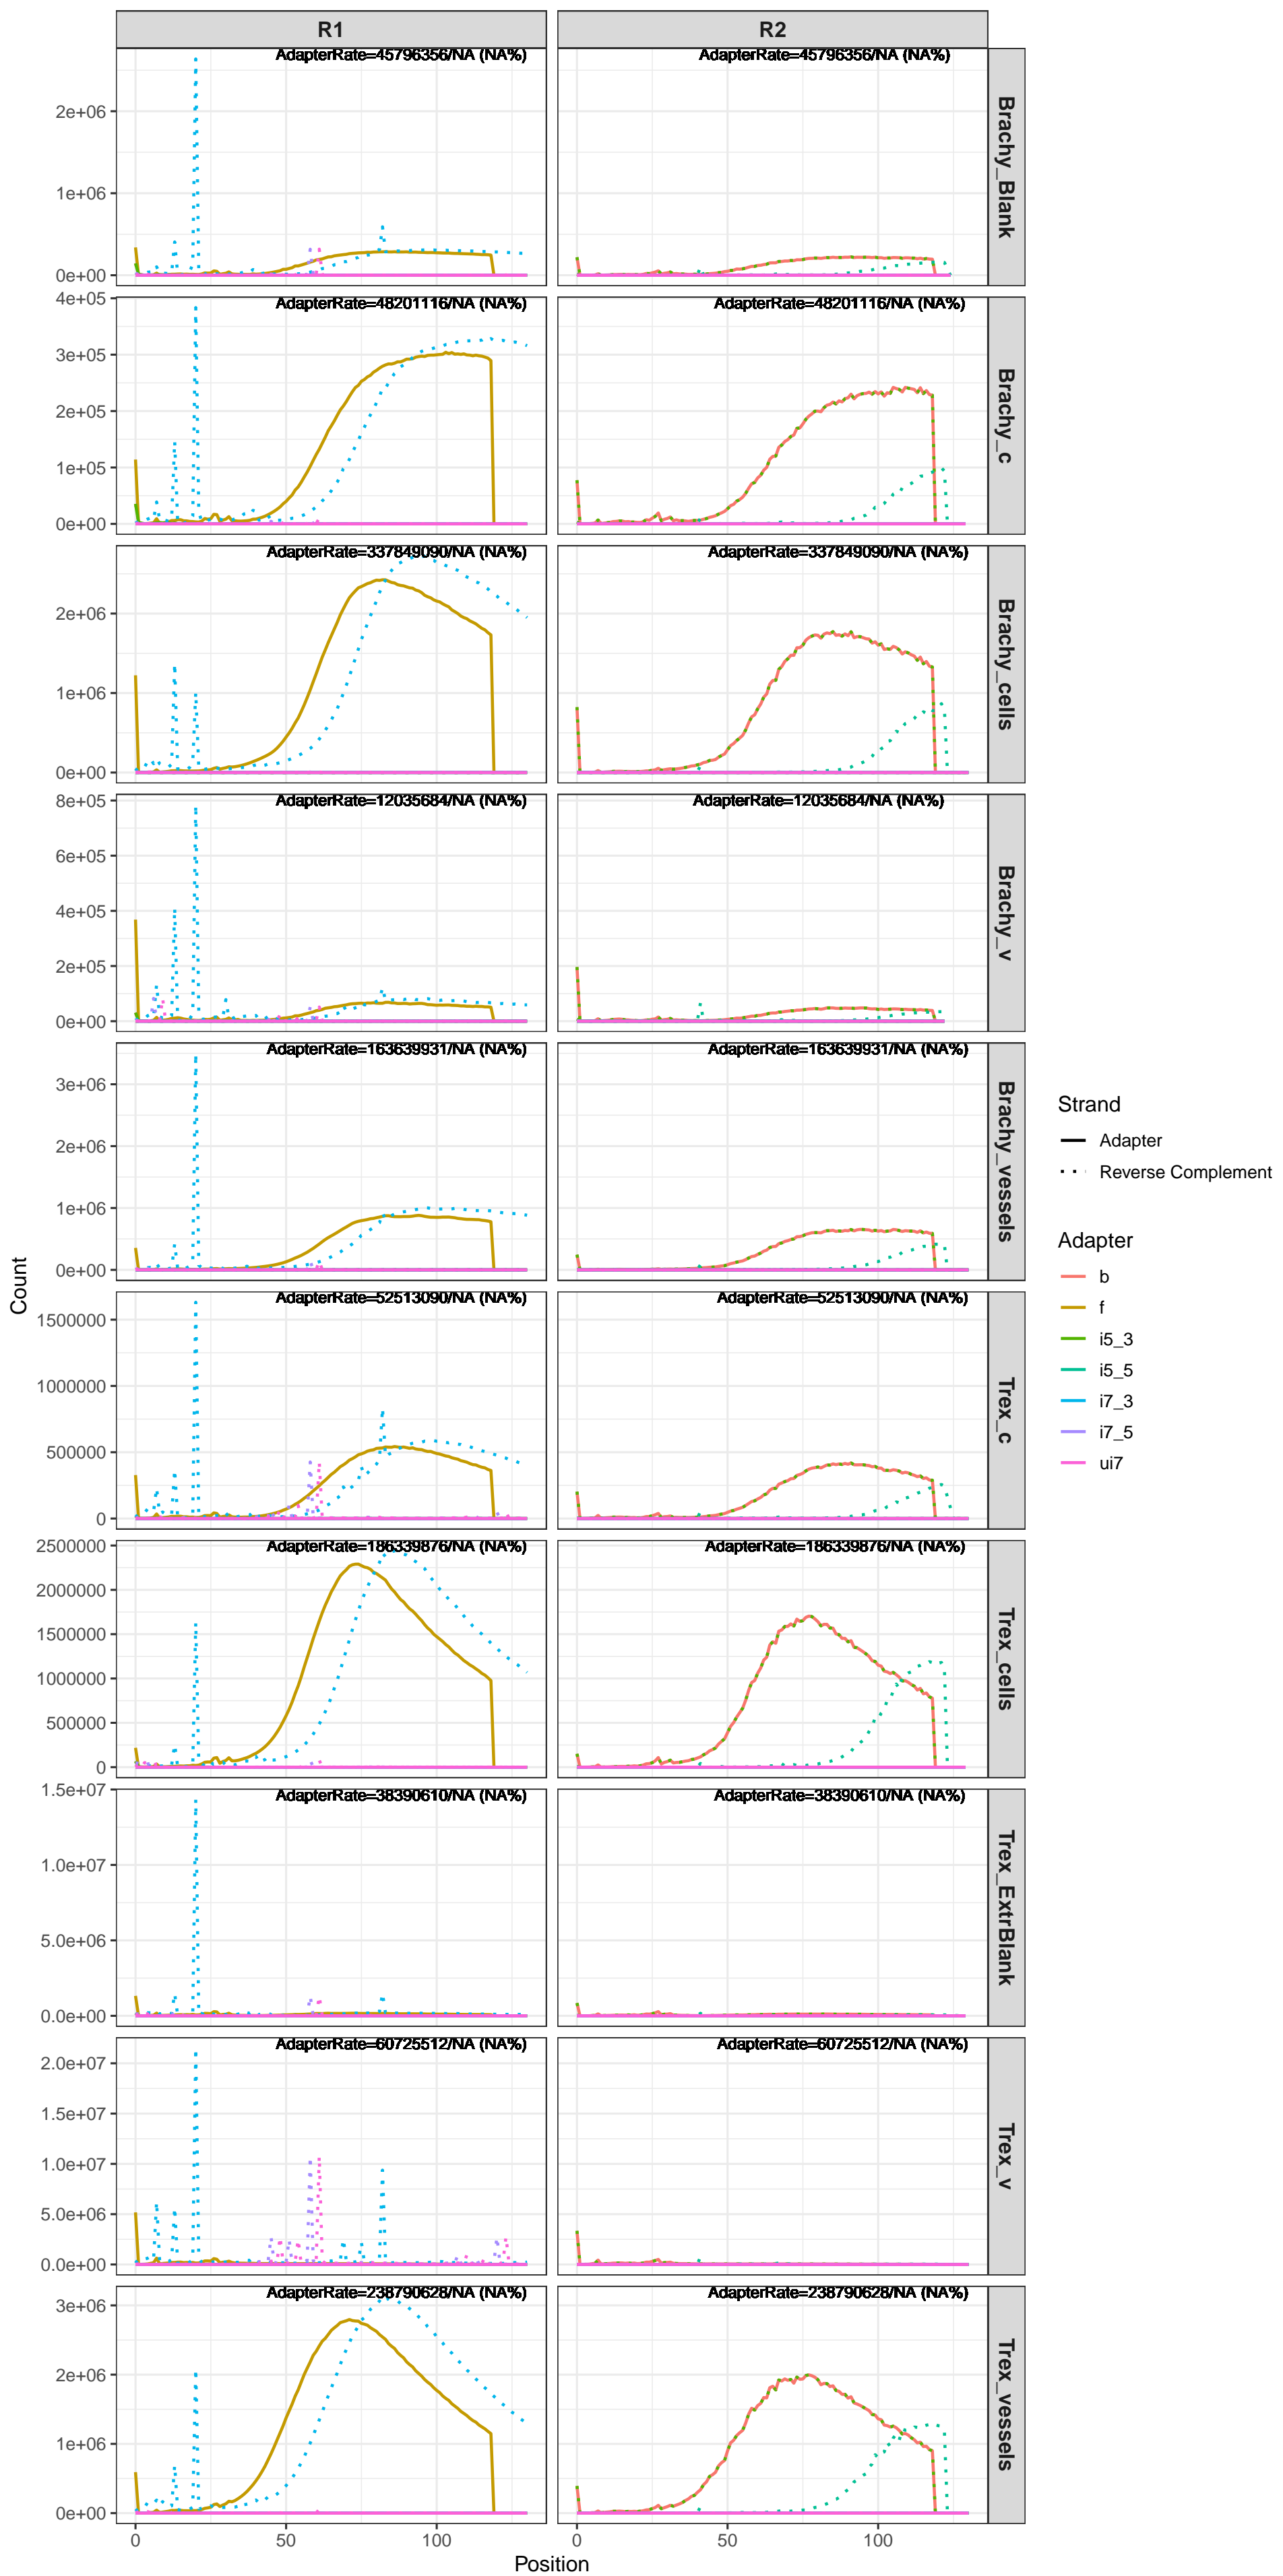 R1
R2
AdapterRate=45796356/NA (NA%)
AdapterRate=45796356/NA (NA%)
2e+06
1e+06
0e+00
Brachy_Blank
AdapterRate=48201116/NA (NA%)
AdapterRate=48201116/NA (NA%)
4e+05
3e+05
2e+05
1e+05
0e+00
Brachy_c
AdapterRate=337849090/NA (NA%)
AdapterRate=337849090/NA (NA%)
2e+06
1e+06
0e+00
Brachy_cells
AdapterRate=12035684/NA (NA%)
AdapterRate=12035684/NA (NA%)
8e+05
6e+05
4e+05
2e+05
0e+00
Brachy_v
AdapterRate=163639931/NA (NA%)
AdapterRate=163639931/NA (NA%)
3e+06
2e+06
1e+06
0e+00
Brachy_vessels
AdapterRate=52513090/NA (NA%)
AdapterRate=52513090/NA (NA%)
1500000
1000000
500000
0
Trex_c
AdapterRate=186339876/NA (NA%)
AdapterRate=186339876/NA (NA%)
2500000
2000000
1500000
1000000
500000
0
Trex_cells
AdapterRate=38390610/NA (NA%)
AdapterRate=38390610/NA (NA%)
1.5e+07
1.0e+07
5.0e+06
0.0e+00
Trex_ExtrBlank
AdapterRate=60725512/NA (NA%)
AdapterRate=60725512/NA (NA%)
2.0e+07
1.5e+07
1.0e+07
5.0e+06
0.0e+00
Trex_v
AdapterRate=238790628/NA (NA%)
AdapterRate=238790628/NA (NA%)
3e+06
2e+06
1e+06
0e+00
Trex_vessels
0
50
100
0
50
100
Position
Count
Strand
Adapter
Reverse Complement
Adapter
b
f
i5_3
i5_5
i7_3
i7_5
ui7